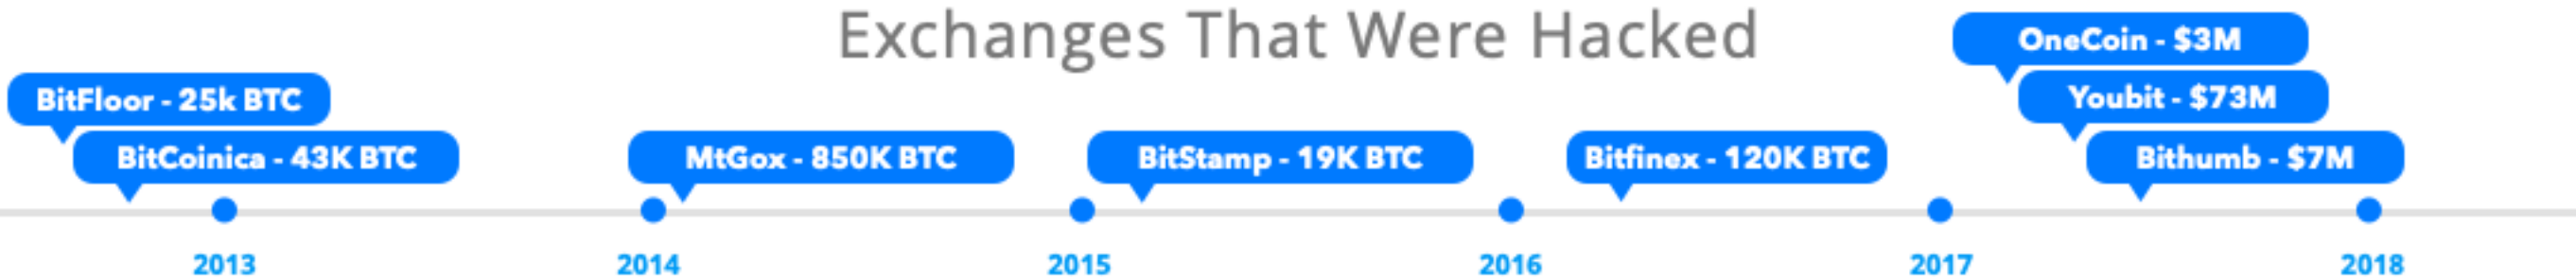 Exchanges That Were Hacked
OneCoin - $3M
BitFloor - 25k BTC
Youbit - $73M
BitCoinica - 43K BTC
MtGox - 850K BTC
BitStamp - 19K BTC
Bitfinex - 120K BTC
Bithumb - $7M
2013
2014
2015
2016
2017
2018